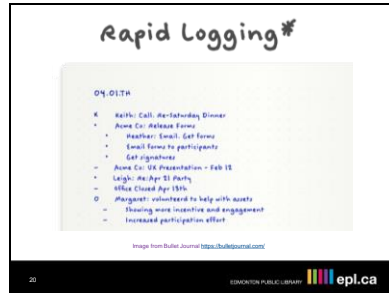 Rapid Logging*
04.01.TH
x Keith: Call. Re-Saturday Dinner
• Acme Co: Release Forms
• Heather: Email. Get forms
• Email forms to participants
• Get signatures
– Acme Co: UX Presentation - Feb 12
• Leigh: Re:Apr 21 Party
– Office Closed Apr 13th
O Margaret: volunteerd to help with assets
– Showing more incentive and engagement
– Increased participation effort
Image from Bullet Journal https://bulletjournal.com/
20
EDMONTON PUBLIC LIBRARY epl.ca